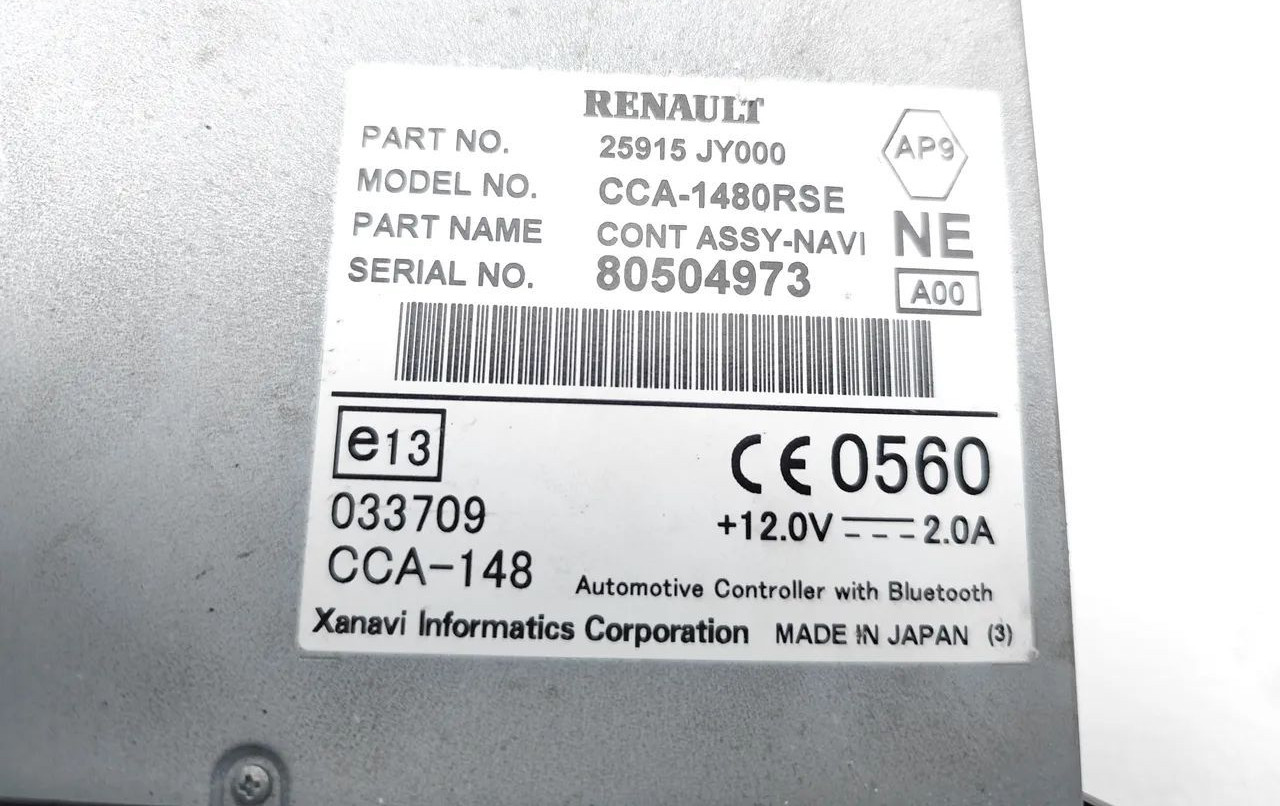 RENAULT
PART NO. 25915 JY000
AP9
MODEL NO. CCA-1480RSE
PART NAME CONT ASSY-NAVI
NE
SERIAL NO. 80504973
A00
e13
CE 0560
033709
+12.0V 2.0A
CCA-148
Automotive Controller with Bluetooth
Xanavi Informatics Corporation MADE IN JAPAN (3)